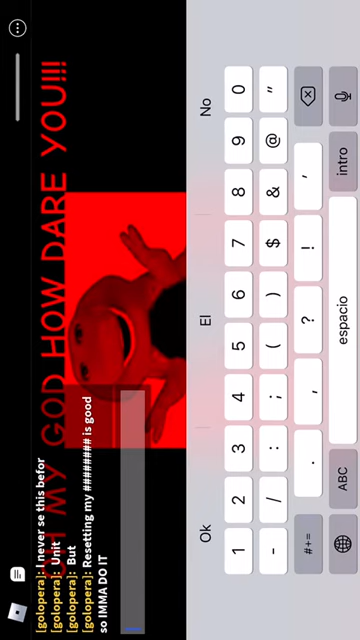 OH MY GOD HOW DARE YOU!!!
[golopera]: I never se this befor
[golopera]: Unit
[golopera]: But
[golopera]: Resetting my ######## is good
so IMMA DO IT
Ok El No
1 2 3 4 5 6 7 8 9 0
- / : ; ( ) $ & @ "
#+= . , ? ! '
ABC espacio intro